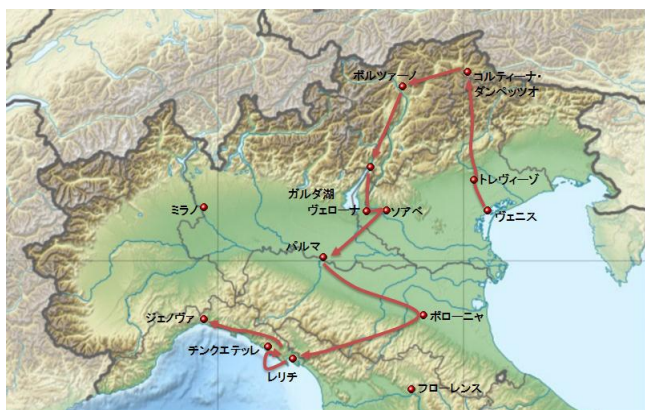 ボルツァーノ
コルティーナ・
ダンペッツオ
ガルダ湖
トレヴィーゾ
ミラノ
ヴェローナ
ソアベ
ヴェニス
パルマ
ジェノヴァ
ボローニャ
チンクエテッレ
レリチ
フローレンス